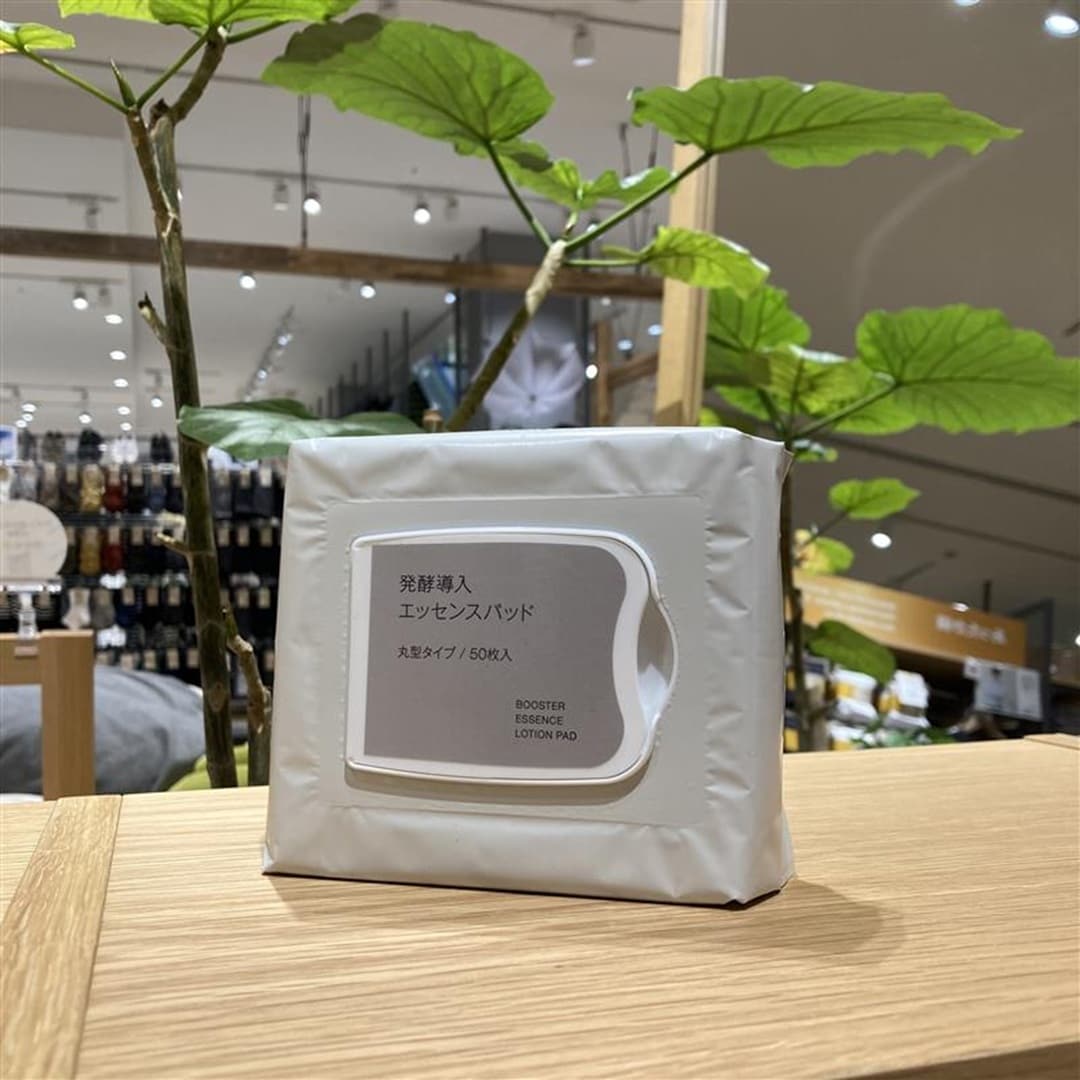 発酵導入
エッセンスパッド
丸型タイプ / 50枚入
BOOSTER
ESSENCE
LOTION PAD